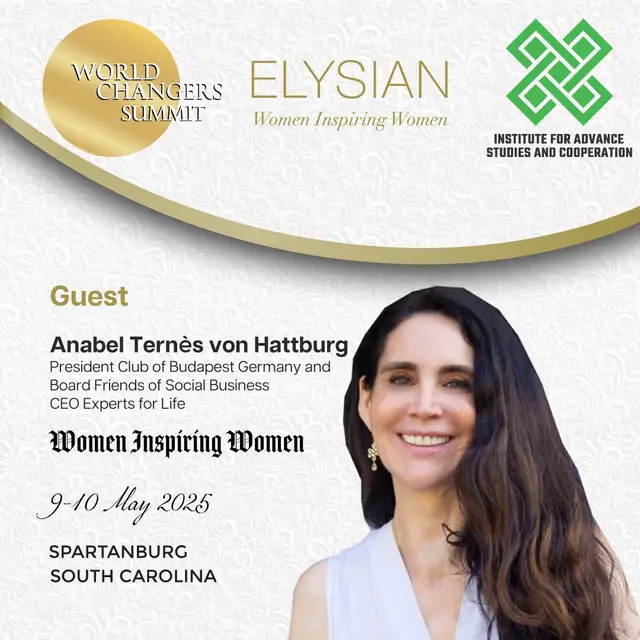 WORLD
CHANGERS
SUMMIT
ELYSIAN
Women Inspiring Women
INSTITUTE FOR ADVANCE
STUDIES AND COOPERATION
Guest
Anabel Ternès von Hattburg
President Club of Budapest Germany and
Board Friends of Social Business
CEO Experts for Life
Women Inspiring Women
9-10 May 2025
SPARTANBURG
SOUTH CAROLINA